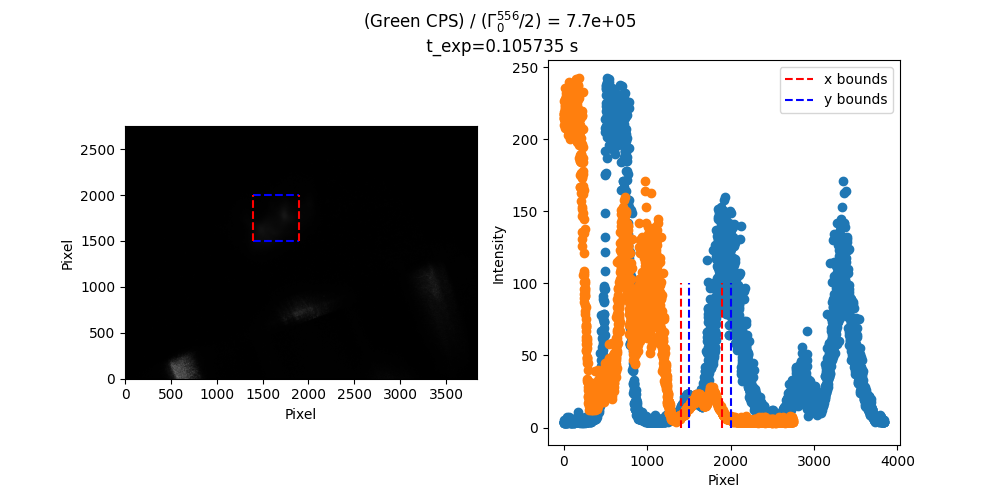 (Green CPS) / (Γ₀⁵⁵⁶/2) = 7.7e+05
t_exp=0.105735 s
Pixel
2500
2000
1500
1000
500
0
0 500 1000 1500 2000 2500 3000 3500
Pixel
Intensity
250
200
150
100
50
0
x bounds
y bounds
0 1000 2000 3000 4000
Pixel